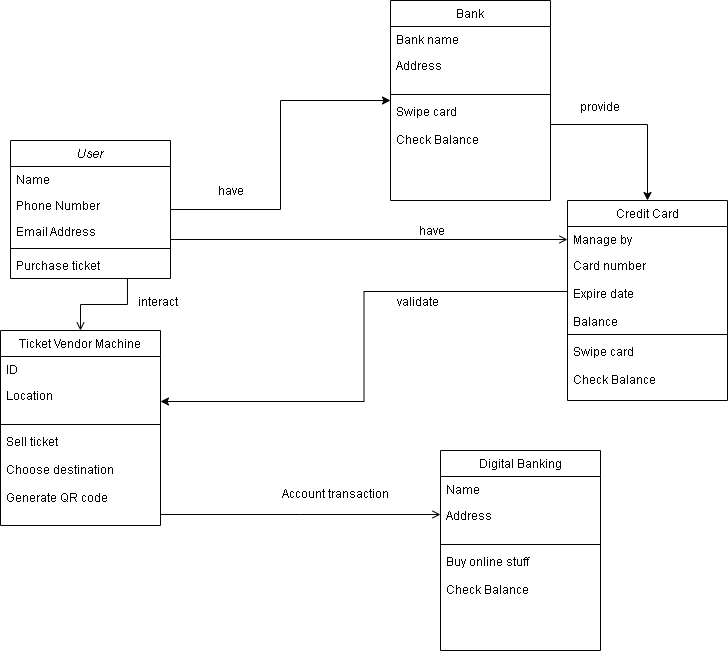 Bank
Bank name
Address
Swipe card
Check Balance
provide
User
Name
Phone Number
Email Address
Purchase ticket
have
have
interact
Credit Card
Manage by
Card number
Expire date
Balance
Swipe card
Check Balance
validate
Ticket Vendor Machine
ID
Location
Sell ticket
Choose destination
Generate QR code
Account transaction
Digital Banking
Name
Address
Buy online stuff
Check Balance